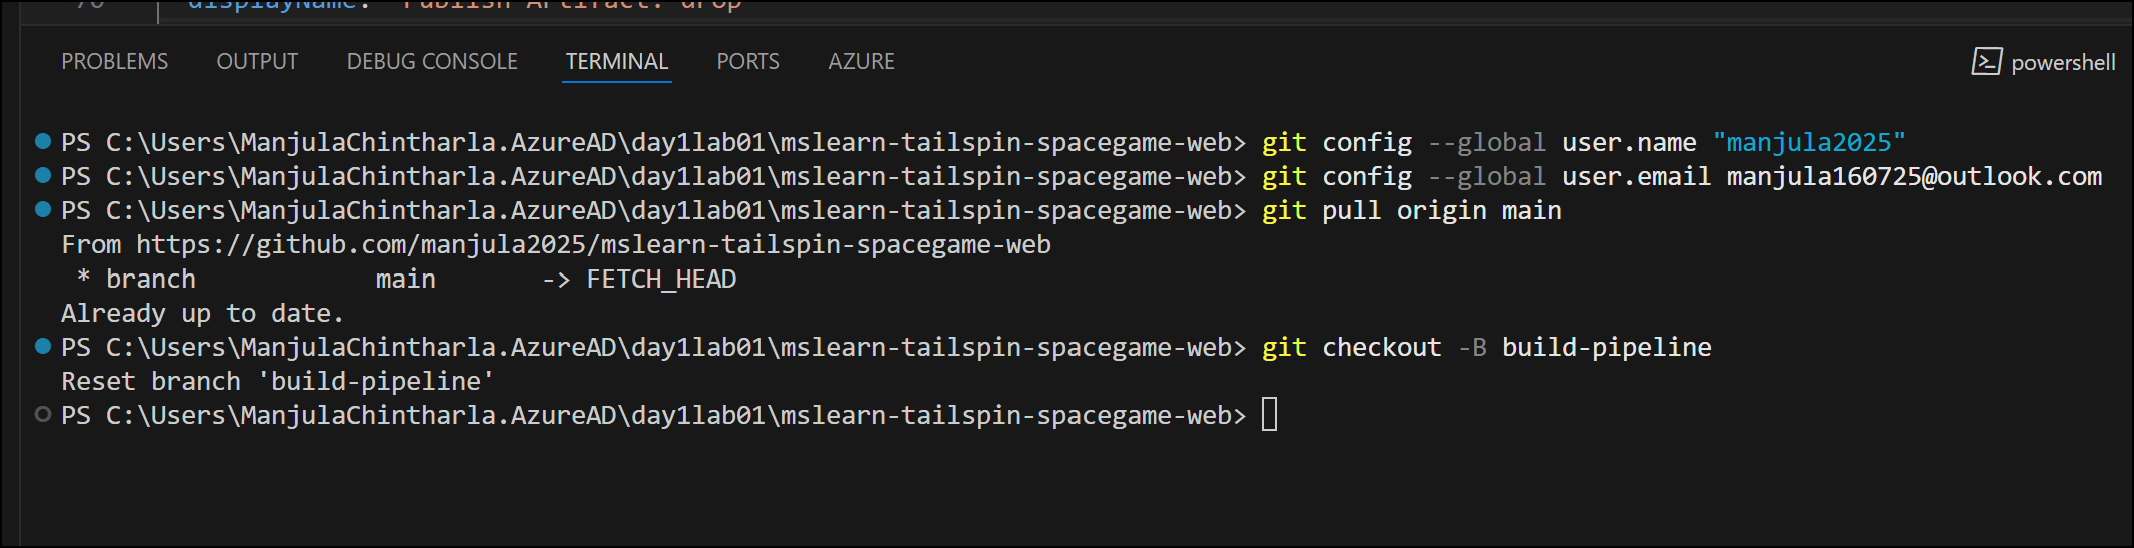 70 displayName: 'Publish Artifact: drop'
PROBLEMS OUTPUT DEBUG CONSOLE TERMINAL PORTS AZURE powershell
PS C:\Users\ManjulaChintharla.AzureAD\day1lab01\mslearn-tailspin-spacegame-web> git config --global user.name "manjula2025"
PS C:\Users\ManjulaChintharla.AzureAD\day1lab01\mslearn-tailspin-spacegame-web> git config --global user.email manjula160725@outlook.com
PS C:\Users\ManjulaChintharla.AzureAD\day1lab01\mslearn-tailspin-spacegame-web> git pull origin main
From https://github.com/manjula2025/mslearn-tailspin-spacegame-web
 * branch            main       -> FETCH_HEAD
Already up to date.
PS C:\Users\ManjulaChintharla.AzureAD\day1lab01\mslearn-tailspin-spacegame-web> git checkout -B build-pipeline
Reset branch 'build-pipeline'
PS C:\Users\ManjulaChintharla.AzureAD\day1lab01\mslearn-tailspin-spacegame-web>